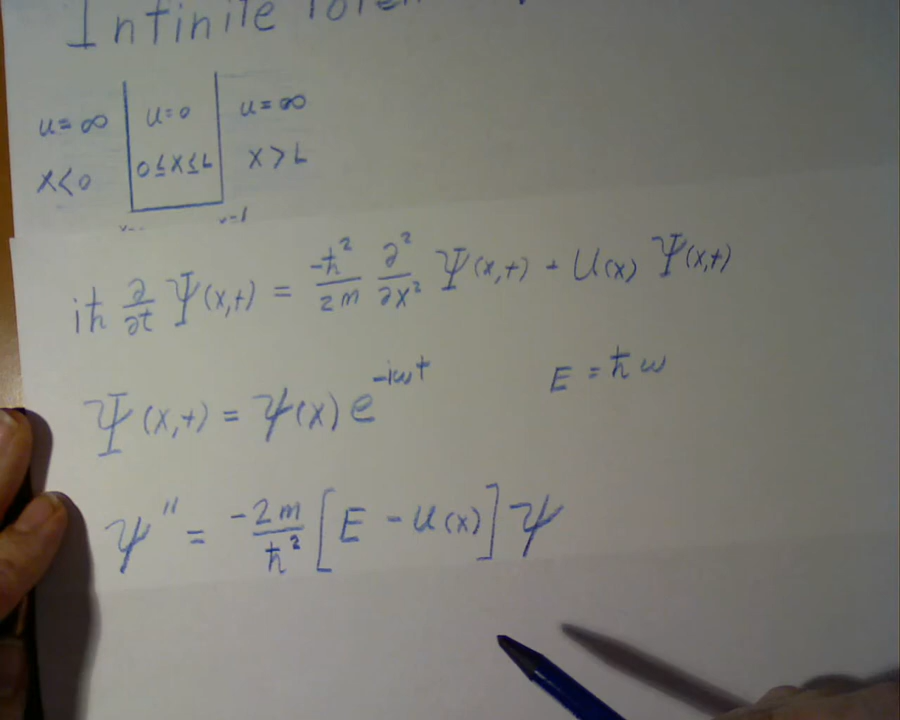 Infinite
U=∞ U=0 U=∞
x<0 0≤x≤L x>L
iħ ∂/∂t Ψ(x,t) = -ħ²/2m ∂²/∂x² Ψ(x,t) + U(x) Ψ(x,t)
Ψ(x,t) = ψ(x) e^-iωt E = ħω
ψ'' = -2m/ħ² [E - U(x)] ψ